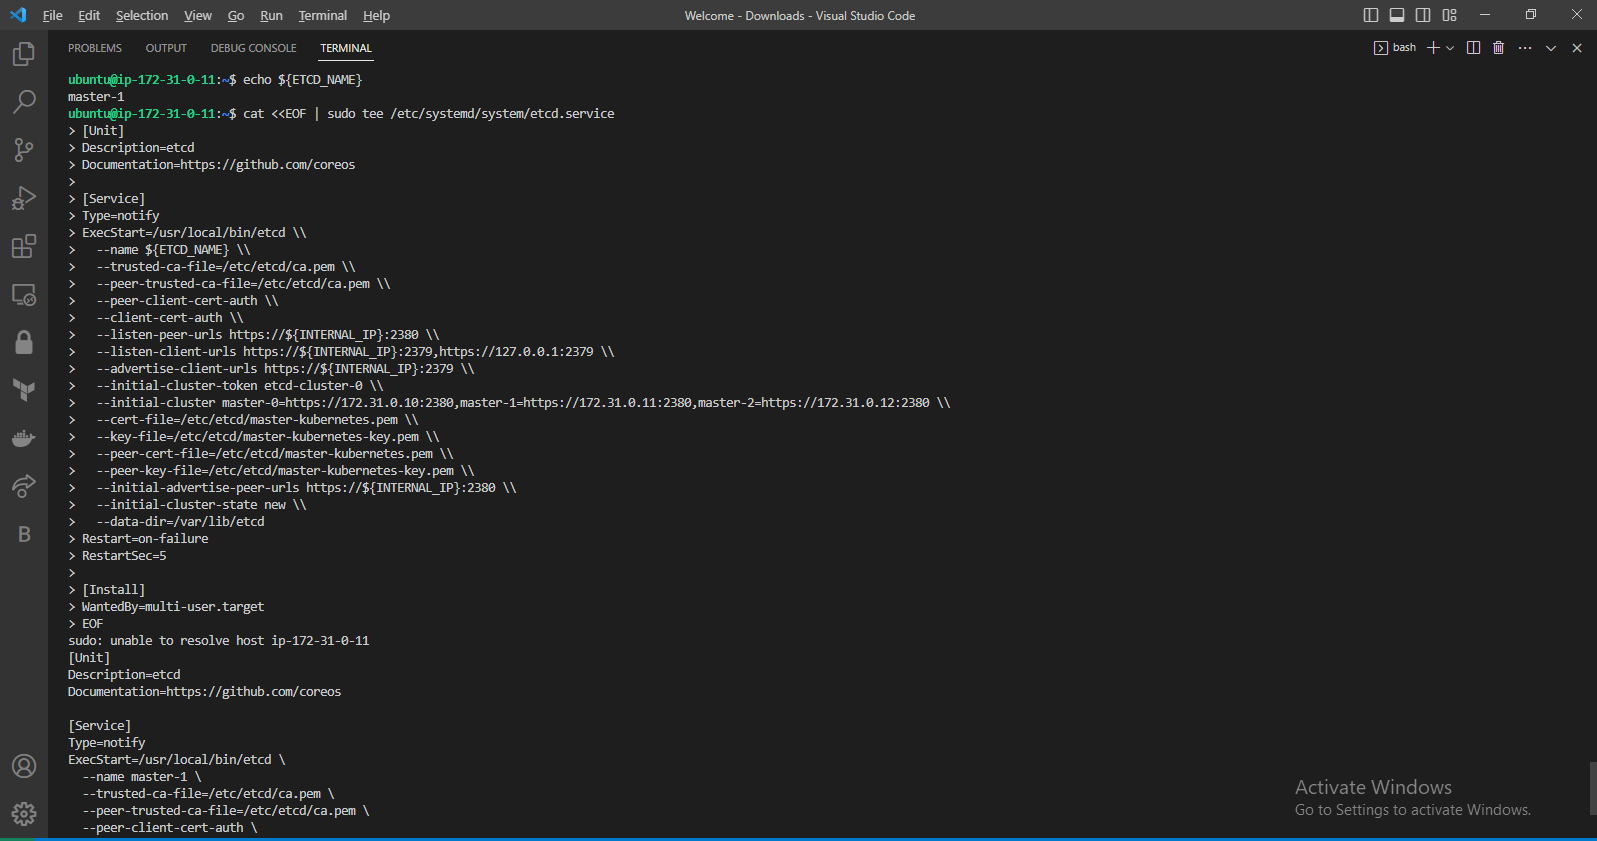 File Edit Selection View Go Run Terminal Help
Welcome - Downloads - Visual Studio Code
PROBLEMS OUTPUT DEBUG CONSOLE TERMINAL
bash
ubuntu@ip-172-31-0-11:~$ echo ${ETCD_NAME}
master-1
ubuntu@ip-172-31-0-11:~$ cat <<EOF | sudo tee /etc/systemd/system/etcd.service
> [Unit]
> Description=etcd
> Documentation=https://github.com/coreos
>
> [Service]
> Type=notify
> ExecStart=/usr/local/bin/etcd \\
>   --name ${ETCD_NAME} \\
>   --trusted-ca-file=/etc/etcd/ca.pem \\
>   --peer-trusted-ca-file=/etc/etcd/ca.pem \\
>   --peer-client-cert-auth \\
>   --client-cert-auth \\
>   --listen-peer-urls https://${INTERNAL_IP}:2380 \\
>   --listen-client-urls https://${INTERNAL_IP}:2379,https://127.0.0.1:2379 \\
>   --advertise-client-urls https://${INTERNAL_IP}:2379 \\
>   --initial-cluster-token etcd-cluster-0 \\
>   --initial-cluster master-0=https://172.31.0.10:2380,master-1=https://172.31.0.11:2380,master-2=https://172.31.0.12:2380 \\
>   --cert-file=/etc/etcd/master-kubernetes.pem \\
>   --key-file=/etc/etcd/master-kubernetes-key.pem \\
>   --peer-cert-file=/etc/etcd/master-kubernetes.pem \\
>   --peer-key-file=/etc/etcd/master-kubernetes-key.pem \\
>   --initial-advertise-peer-urls https://${INTERNAL_IP}:2380 \\
>   --initial-cluster-state new \\
>   --data-dir=/var/lib/etcd
> Restart=on-failure
> RestartSec=5
>
> [Install]
> WantedBy=multi-user.target
> EOF
sudo: unable to resolve host ip-172-31-0-11
[Unit]
Description=etcd
Documentation=https://github.com/coreos

[Service]
Type=notify
ExecStart=/usr/local/bin/etcd \
  --name master-1 \
  --trusted-ca-file=/etc/etcd/ca.pem \
  --peer-trusted-ca-file=/etc/etcd/ca.pem \
  --peer-client-cert-auth \
B
Activate Windows
Go to Settings to activate Windows.